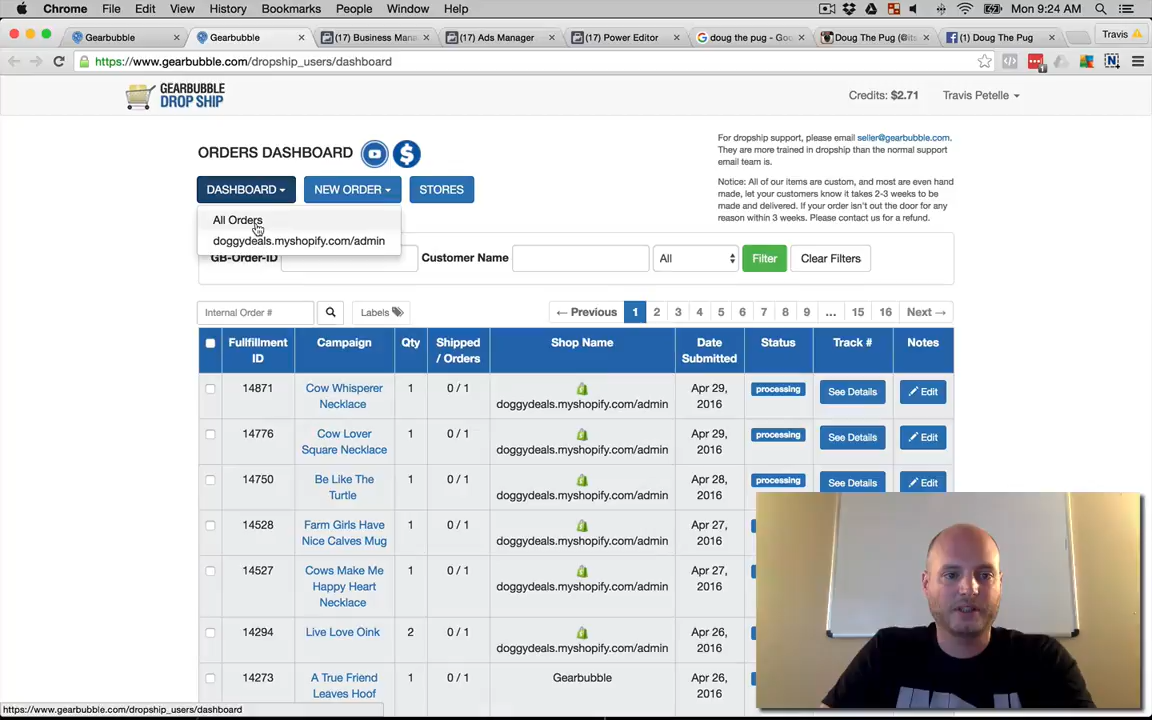 Chrome File Edit View History Bookmarks People Window Help Mon 9:24 AM
Gearbubble Gearbubble (17) Business Mana (17) Ads Manager (17) Power Editor doug the pug - Goo Doug The Pug (@its (1) Doug The Pug Travis
https://www.gearbubble.com/dropship_users/dashboard
GEARBUBBLE
DROP SHIP
Credits: $2.71 Travis Petelle
ORDERS DASHBOARD
For dropship support, please email seller@gearbubble.com.
They are more trained in dropship than the normal support
email team is.
Notice: All of our items are custom, and most are even hand
made, let your customers know it takes 2-3 weeks to be
made and delivered. If your order isn't out the door for any
reason within 3 weeks. Please contact us for a refund.
DASHBOARD NEW ORDER STORES
All Orders
doggydeals.myshopify.com/admin
GB-Order-ID Customer Name All Filter Clear Filters
Internal Order # Labels ← Previous 1 2 3 4 5 6 7 8 9 ... 15 16 Next →
Fullfillment ID Campaign Qty Shipped / Orders Shop Name Date Submitted Status Track # Notes
14871 Cow Whisperer Necklace 1 0 / 1 doggydeals.myshopify.com/admin Apr 29, 2016 processing See Details Edit
14776 Cow Lover Square Necklace 1 0 / 1 doggydeals.myshopify.com/admin Apr 29, 2016 processing See Details Edit
14750 Be Like The Turtle 1 0 / 1 doggydeals.myshopify.com/admin Apr 28, 2016 processing See Details Edit
14528 Farm Girls Have Nice Calves Mug 1 0 / 1 doggydeals.myshopify.com/admin Apr 27, 2016
14527 Cows Make Me Happy Heart Necklace 1 0 / 1 doggydeals.myshopify.com/admin Apr 27, 2016
14294 Live Love Oink 2 0 / 1 doggydeals.myshopify.com/admin Apr 26, 2016
14273 A True Friend Leaves Hoof 1 0 / 1 Gearbubble Apr 26, 2016
https://www.gearbubble.com/dropship_users/dashboard